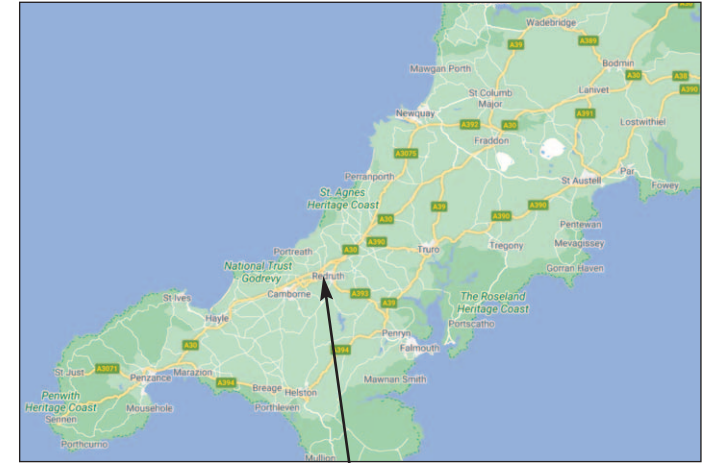 Wadebridge
A39
A389
Bodmin
Mawgan Porth
A30
A38
A390
St Columb
Major
Lanivet
Newquay
A391
A392
A30
Lostwithiel
Fraddon
A3075
Par
Perranporth
St Austell
Fowey
St. Agnes
Heritage Coast
A39
A390
A390
A30
Pentewan
A390
Truro
Tregony
Mevagissey
Portreath
A30
National Trust
Godrevy
Redruth
Gorran Haven
Camborne
A393
A39
The Roseland
Heritage Coast
St Ives
Hayle
Portscatho
Penryn
A30
A394
Falmouth
St Just
A3071
Penzance
Marazion
A394
Mawnan Smith
Breage
Helston
Penwith
Heritage Coast
Mousehole
Porthleven
Sennen
Porthcurno
Mullion